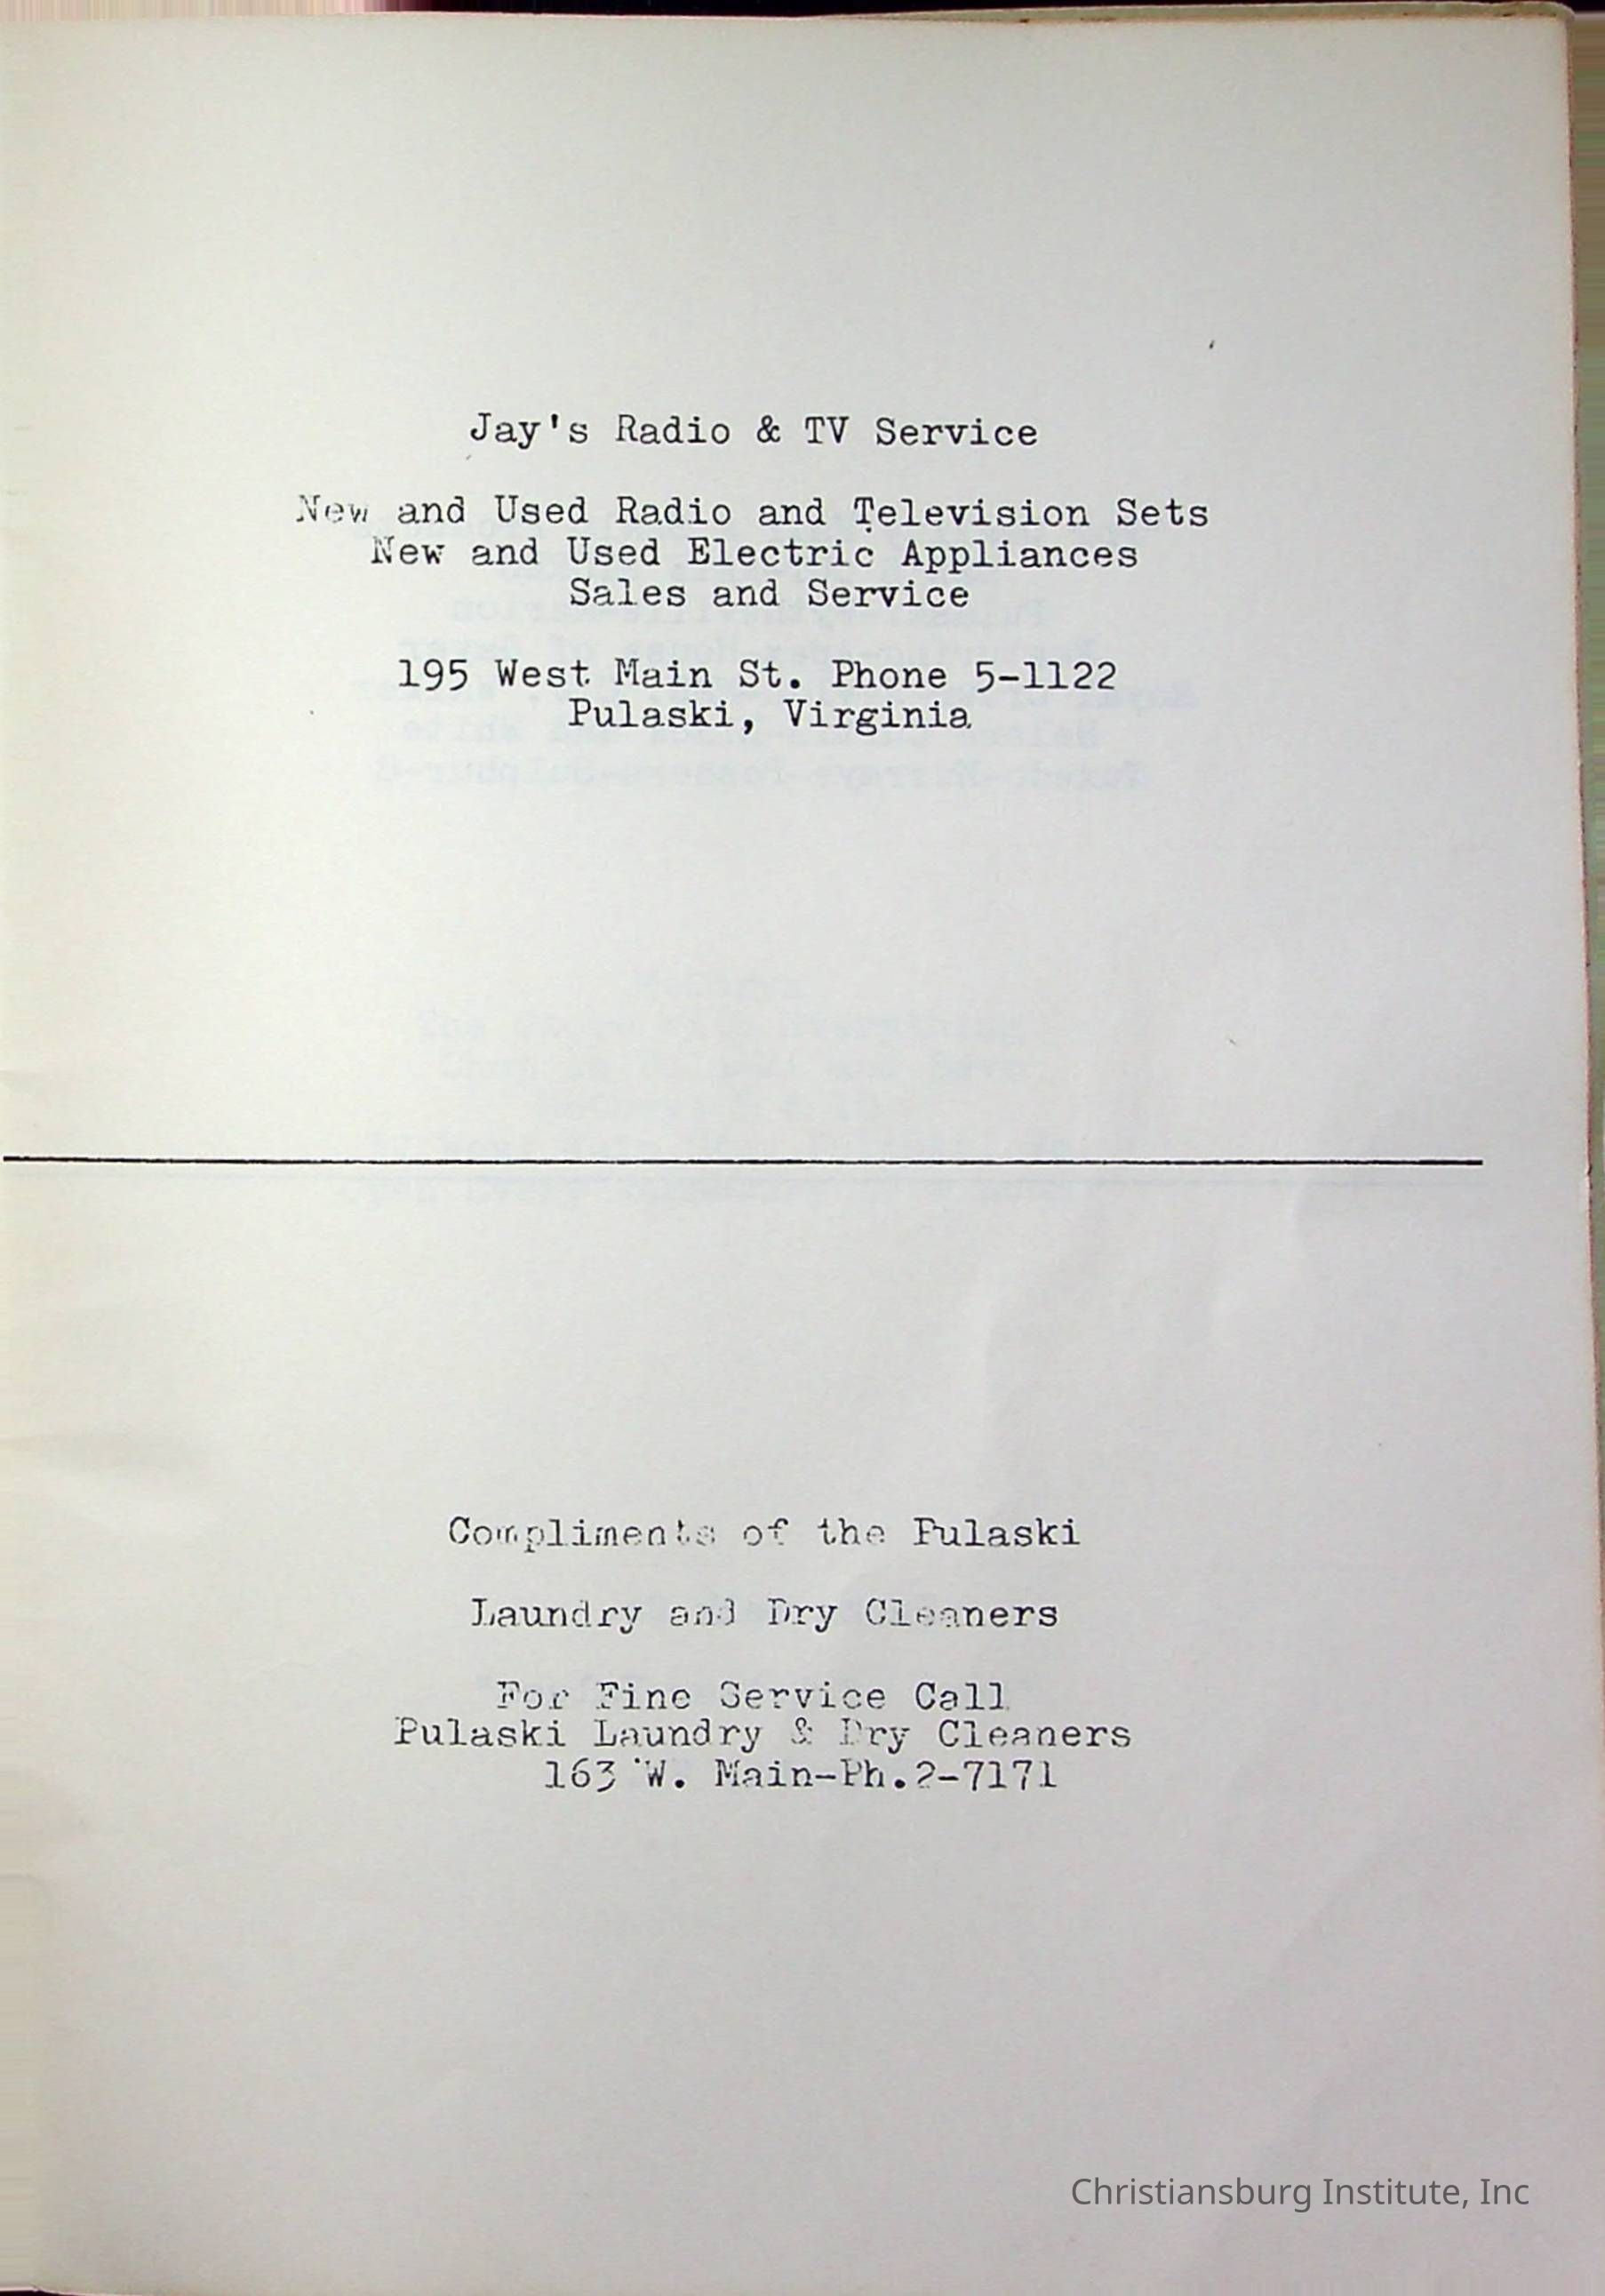 Jay's Radio & TV Service
New and Used Radio and Television Sets
New and Used Electric Appliances
Sales and Service
195 West Main St. Phone 5-1122
Pulaski, Virginia
Compliments of the Pulaski
Laundry and Dry Cleaners
For Fine Service Call
Pulaski Laundry & Dry Cleaners
163 W. Main-Ph.2-7171
Christiansburg Institute, Inc